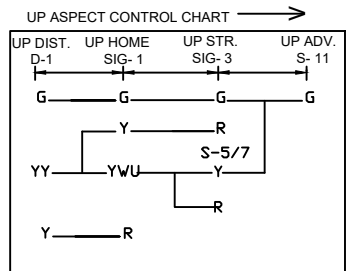 UP ASPECT CONTROL CHART
UP DIST. UP HOME UP STR. UP ADV.
D-1 SIG-1 SIG-3 S-11
G G G G
Y R
S-5/7
YY YWU Y
R
Y R